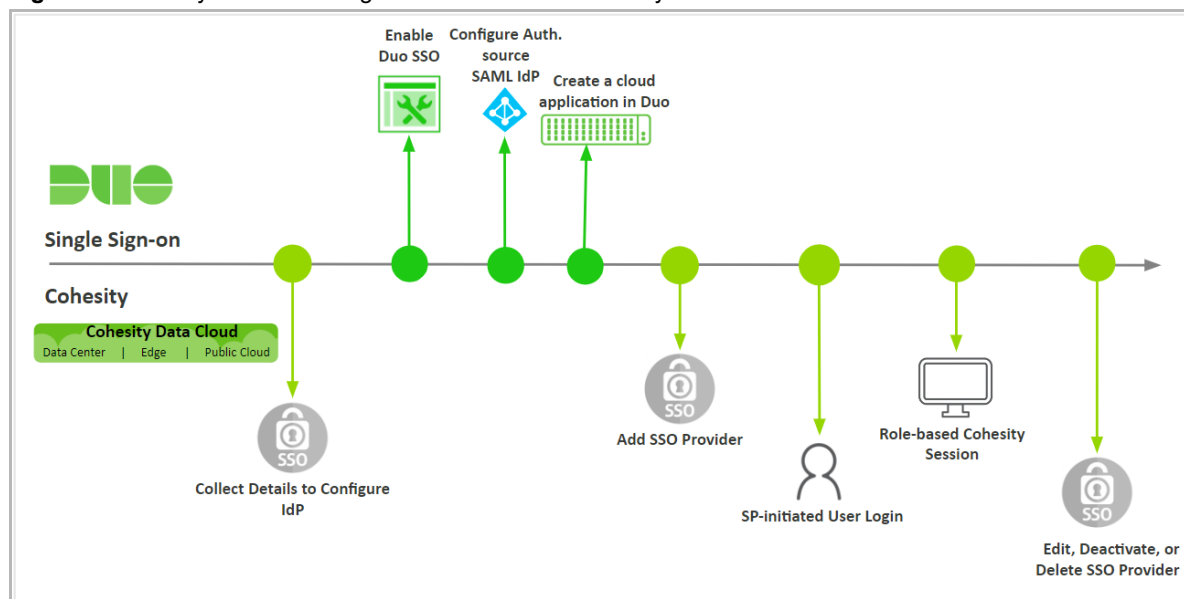 Enable
Duo SSO
Configure Auth.
source
SAML IdP
Create a cloud
application in Duo
DUO
Single Sign-on
Cohesity
Cohesity Data Cloud
Data Center | Edge | Public Cloud
SSO
Collect Details to Configure
IdP
SSO
Add SSO Provider
SP-initiated User Login
Role-based Cohesity
Session
SSO
Edit, Deactivate, or
Delete SSO Provider